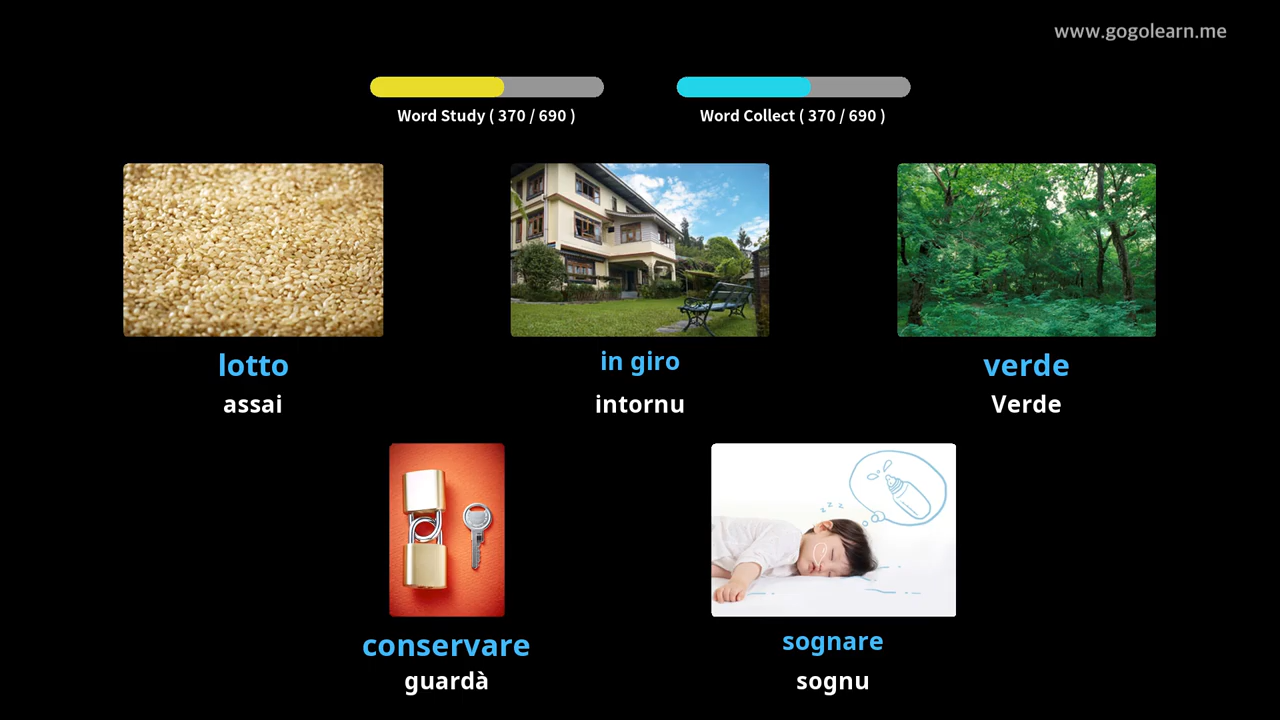 www.gogolearn.me
Word Study ( 370 / 690 )
Word Collect ( 370 / 690 )
lotto
assai
in giro
intornu
verde
Verde
conservare
guardà
sognare
sognu